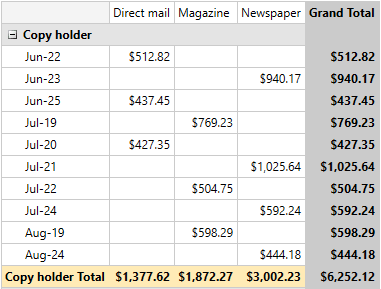 Direct mail Magazine Newspaper Grand Total
Copy holder
Jun-22 $512.82 $512.82
Jun-23 $940.17 $940.17
Jun-25 $437.45 $437.45
Jul-19 $769.23 $769.23
Jul-20 $427.35 $427.35
Jul-21 $1,025.64 $1,025.64
Jul-22 $504.75 $504.75
Jul-24 $592.24 $592.24
Aug-19 $598.29 $598.29
Aug-24 $444.18 $444.18
Copy holder Total $1,377.62 $1,872.27 $3,002.23 $6,252.12